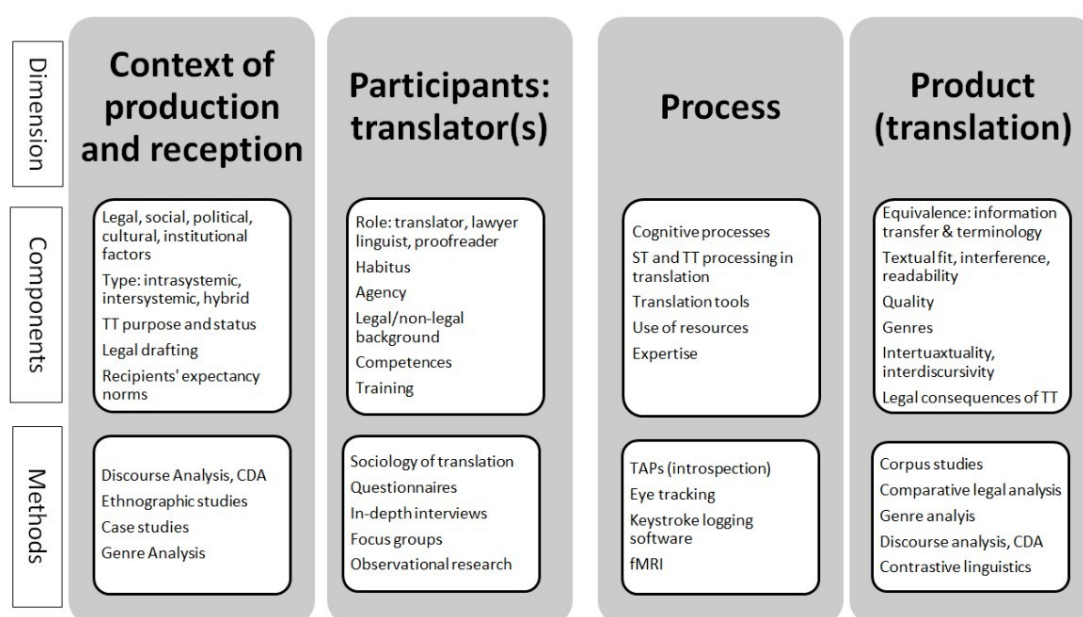 Dimension
Context of
production
and reception
Participants:
translator(s)
Process
Product
(translation)
Components
Legal, social, political,
cultural, institutional
factors
Type: intrasystemic,
intersystemic, hybrid
TT purpose and status
Legal drafting
Recipients' expectancy
norms
Role: translator, lawyer
linguist, proofreader
Habitus
Agency
Legal/non-legal
background
Competences
Training
Cognitive processes
ST and TT processing in
translation
Translation tools
Use of resources
Expertise
Equivalence: information
transfer & terminology
Textual fit, interference,
readability
Quality
Genres
Intertuaxtuality,
interdiscursivity
Legal consequences of TT
Methods
Discourse Analysis, CDA
Ethnographic studies
Case studies
Genre Analysis
Sociology of translation
Questionnaires
In-depth interviews
Focus groups
Observational research
TAPs (introspection)
Eye tracking
Keystroke logging
software
fMRI
Corpus studies
Comparative legal analysis
Genre analyis
Discourse analysis, CDA
Contrastive linguistics